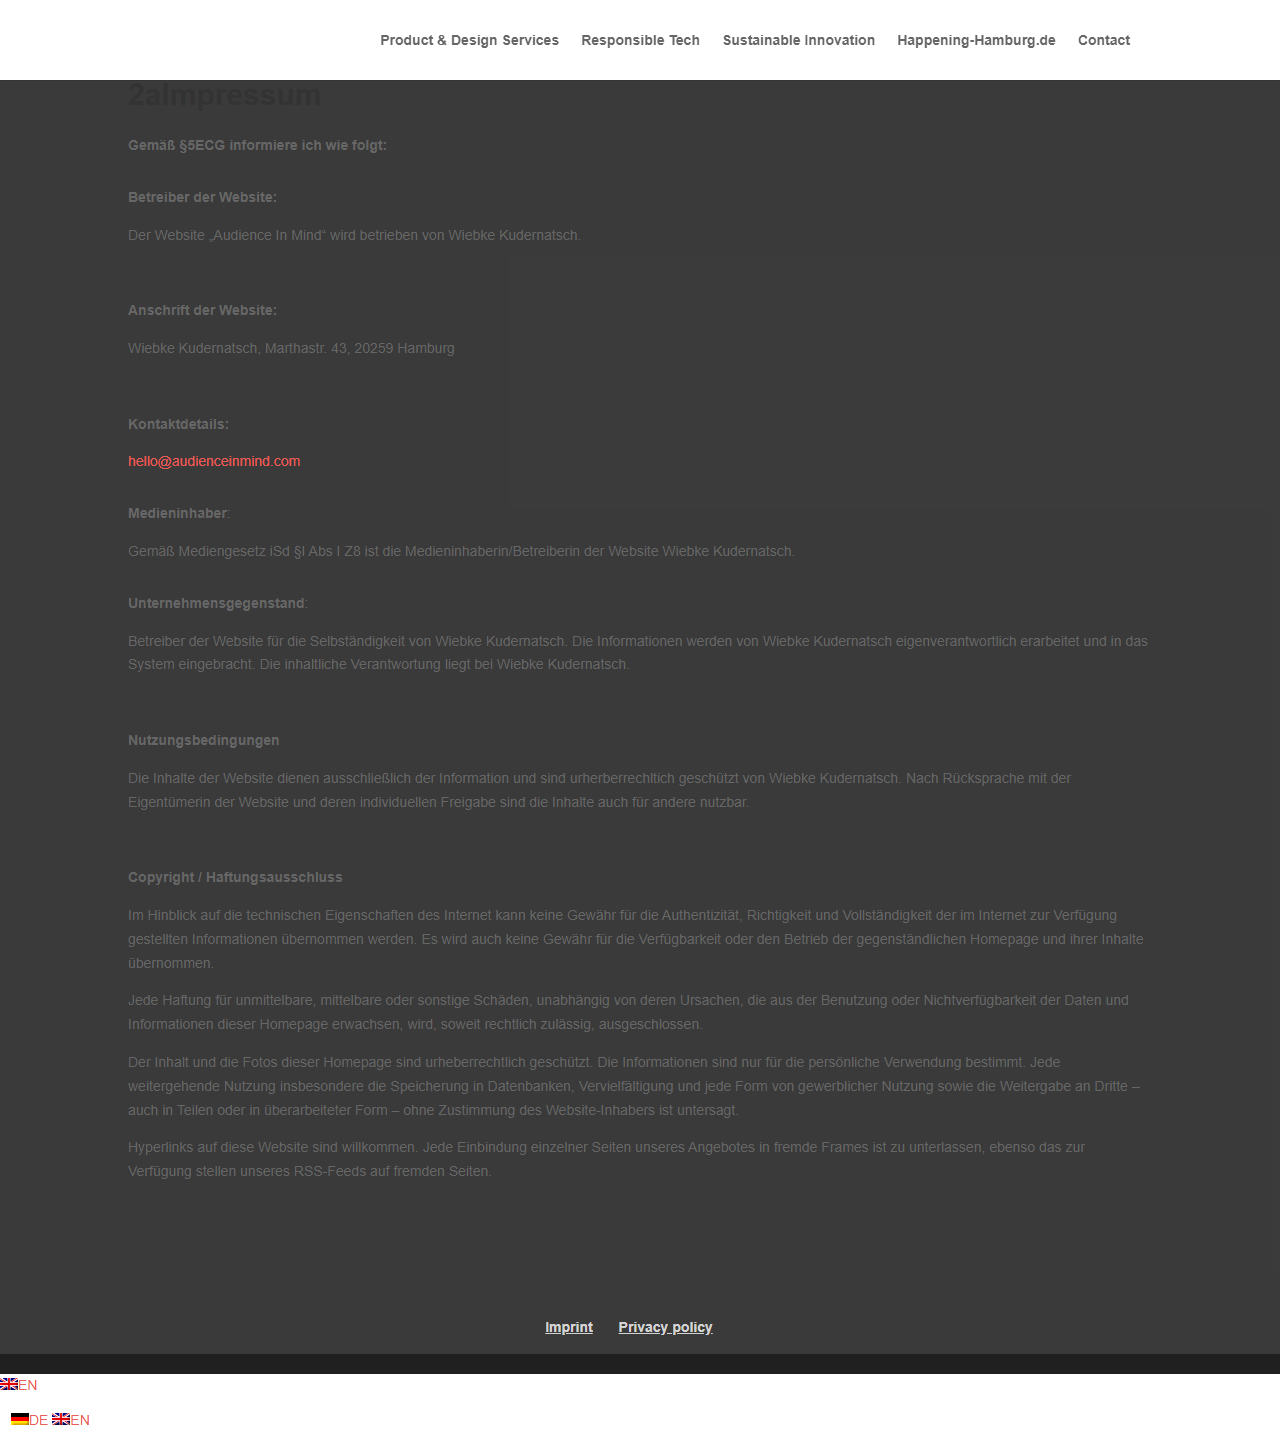 Product & Design Services Responsible Tech Sustainable Innovation Happening-Hamburg.de Contact
2aImpressum
Gemäß §5ECG informiere ich wie folgt:
Betreiber der Website:
Der Website „Audience In Mind“ wird betrieben von Wiebke Kudernatsch.
Anschrift der Website:
Wiebke Kudernatsch, Marthastr. 43, 20259 Hamburg
Kontaktdetails:
hello@audienceinmind.com
Medieninhaber:
Gemäß Mediengesetz iSd §I Abs I Z8 ist die Medieninhaberin/Betreiberin der Website Wiebke Kudernatsch.
Unternehmensgegenstand:
Betreiber der Website für die Selbständigkeit von Wiebke Kudernatsch. Die Informationen werden von Wiebke Kudernatsch eigenverantwortlich erarbeitet und in das
System eingebracht. Die inhaltliche Verantwortung liegt bei Wiebke Kudernatsch.
Nutzungsbedingungen
Die Inhalte der Website dienen ausschließlich der Information und sind urherberrechltich geschützt von Wiebke Kudernatsch. Nach Rücksprache mit der
Eigentümerin der Website und deren individuellen Freigabe sind die Inhalte auch für andere nutzbar.
Copyright / Haftungsausschluss
Im Hinblick auf die technischen Eigenschaften des Internet kann keine Gewähr für die Authentizität, Richtigkeit und Vollständigkeit der im Internet zur Verfügung
gestellten Informationen übernommen werden. Es wird auch keine Gewähr für die Verfügbarkeit oder den Betrieb der gegenständlichen Homepage und ihrer Inhalte
übernommen.
Jede Haftung für unmittelbare, mittelbare oder sonstige Schäden, unabhängig von deren Ursachen, die aus der Benutzung oder Nichtverfügbarkeit der Daten und
Informationen dieser Homepage erwachsen, wird, soweit rechtlich zulässig, ausgeschlossen.
Der Inhalt und die Fotos dieser Homepage sind urheberrechtlich geschützt. Die Informationen sind nur für die persönliche Verwendung bestimmt. Jede
weitergehende Nutzung insbesondere die Speicherung in Datenbanken, Vervielfältigung und jede Form von gewerblicher Nutzung sowie die Weitergabe an Dritte –
auch in Teilen oder in überarbeiteter Form – ohne Zustimmung des Website-Inhabers ist untersagt.
Hyperlinks auf diese Website sind willkommen. Jede Einbindung einzelner Seiten unseres Angebotes in fremde Frames ist zu unterlassen, ebenso das zur
Verfügung stellen unseres RSS-Feeds auf fremden Seiten.
Imprint Privacy policy
EN
DE EN